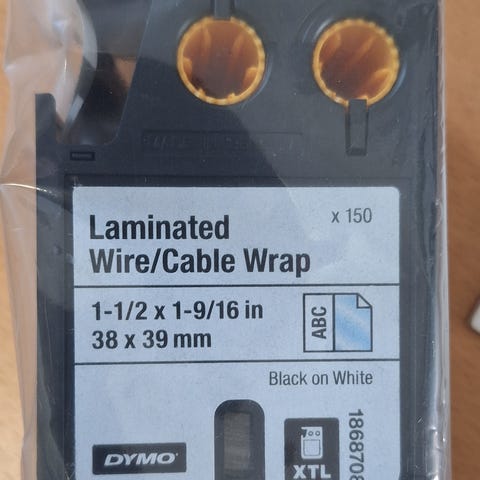 Laminated
Wire/Cable Wrap
x 150
1-1/2 x 1-9/16 in
38 x 39 mm
ABC
Black on White
DYMO
XTL
1868708